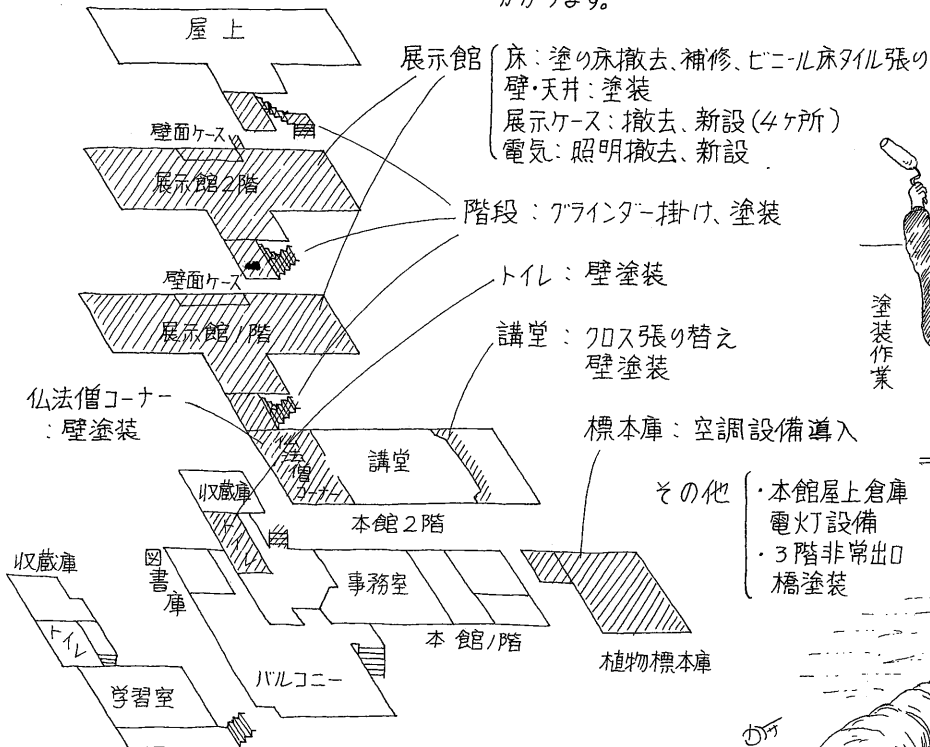 かかります。
屋上
展示館
床：塗り床撤去、補修、ビニール床タイル張り
壁・天井：塗装
展示ケース：撤去、新設（4ヶ所）
電気：照明撤去、新設
壁面ケース
展示館2階
階段：グラインダー掛け、塗装
壁面ケース
展示館1階
トイレ：壁塗装
塗装作業
講堂：クロス張り替え
壁塗装
仏法僧コーナー
：壁塗装
仏法僧コーナー
講堂
標本庫：空調設備導入
収蔵庫
トイレ
本館2階
その他
・本館屋上倉庫
電灯設備
・3階非常出口
橋塗装
収蔵庫
図書庫
事務室
本館1階
トイレ
学習室
バルコニー
植物標本庫